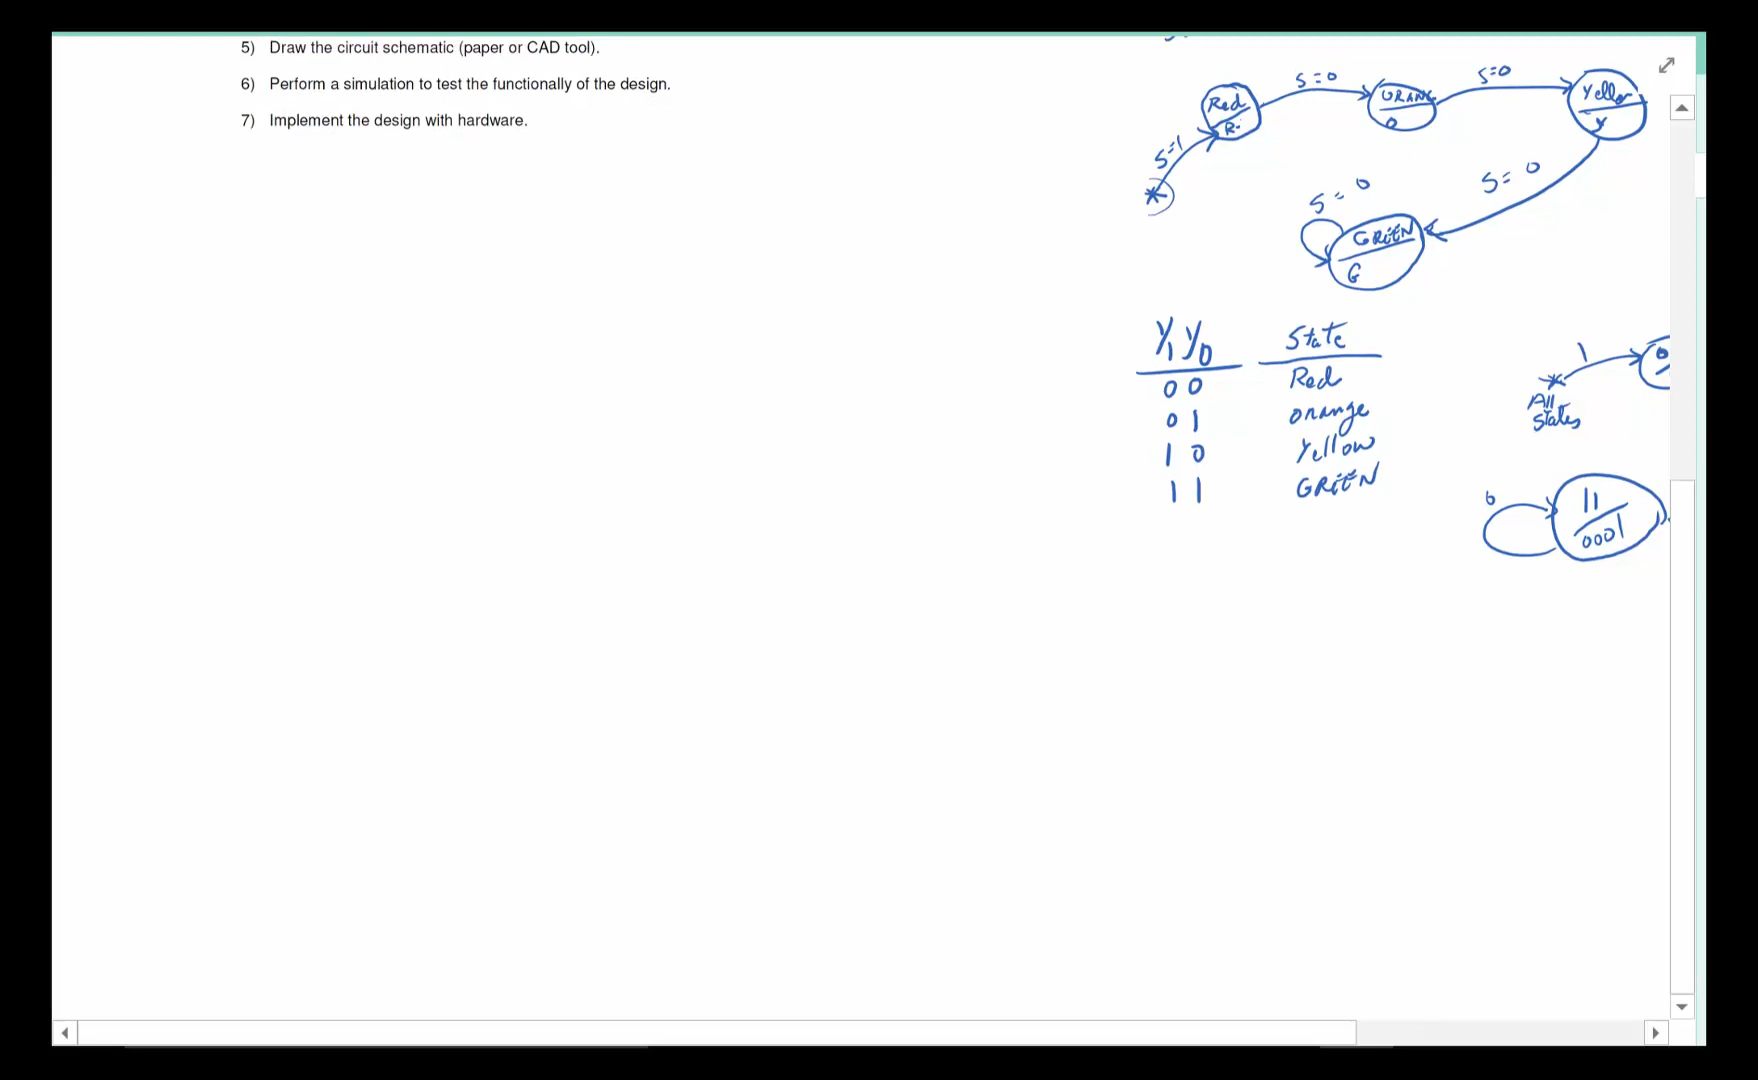 5) Draw the circuit schematic (paper or CAD tool).
6) Perform a simulation to test the functionally of the design.
7) Implement the design with hardware.
S=0
S=0
Red
R
ORANG
O
Yellow
Y
S=1
*
S=0
S=0
GREEN
G
Y1 Y0 State
0 0 Red
0 1 Orange
1 0 Yellow
1 1 GREEN
1
*
All
States
0
11
0001